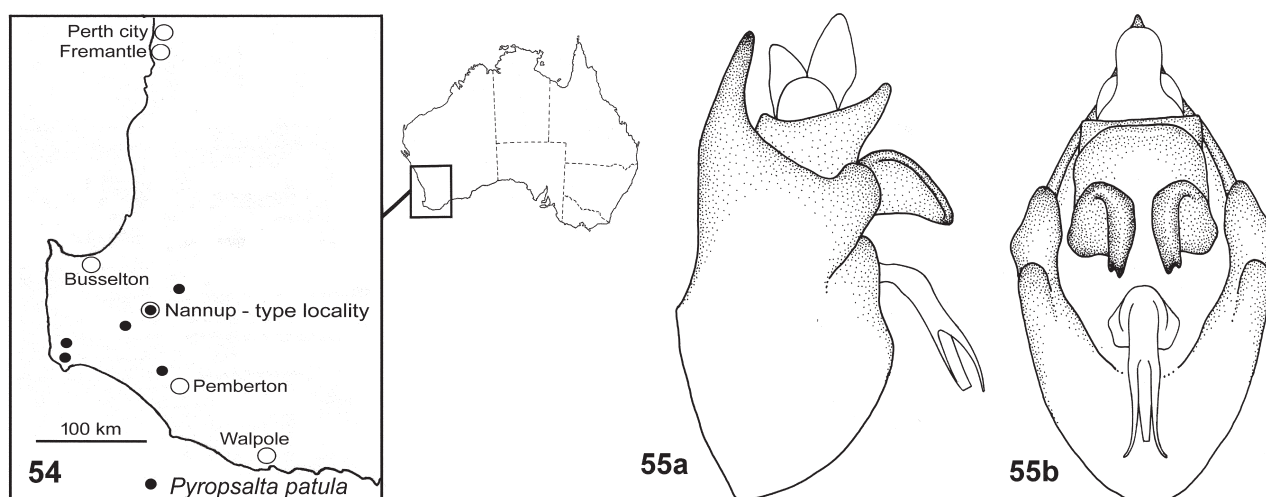 Perth city
Fremantle
Busselton
Nannup - type locality
Pemberton
100 km
Walpole
54
Pyropsalta patula
55a
55b